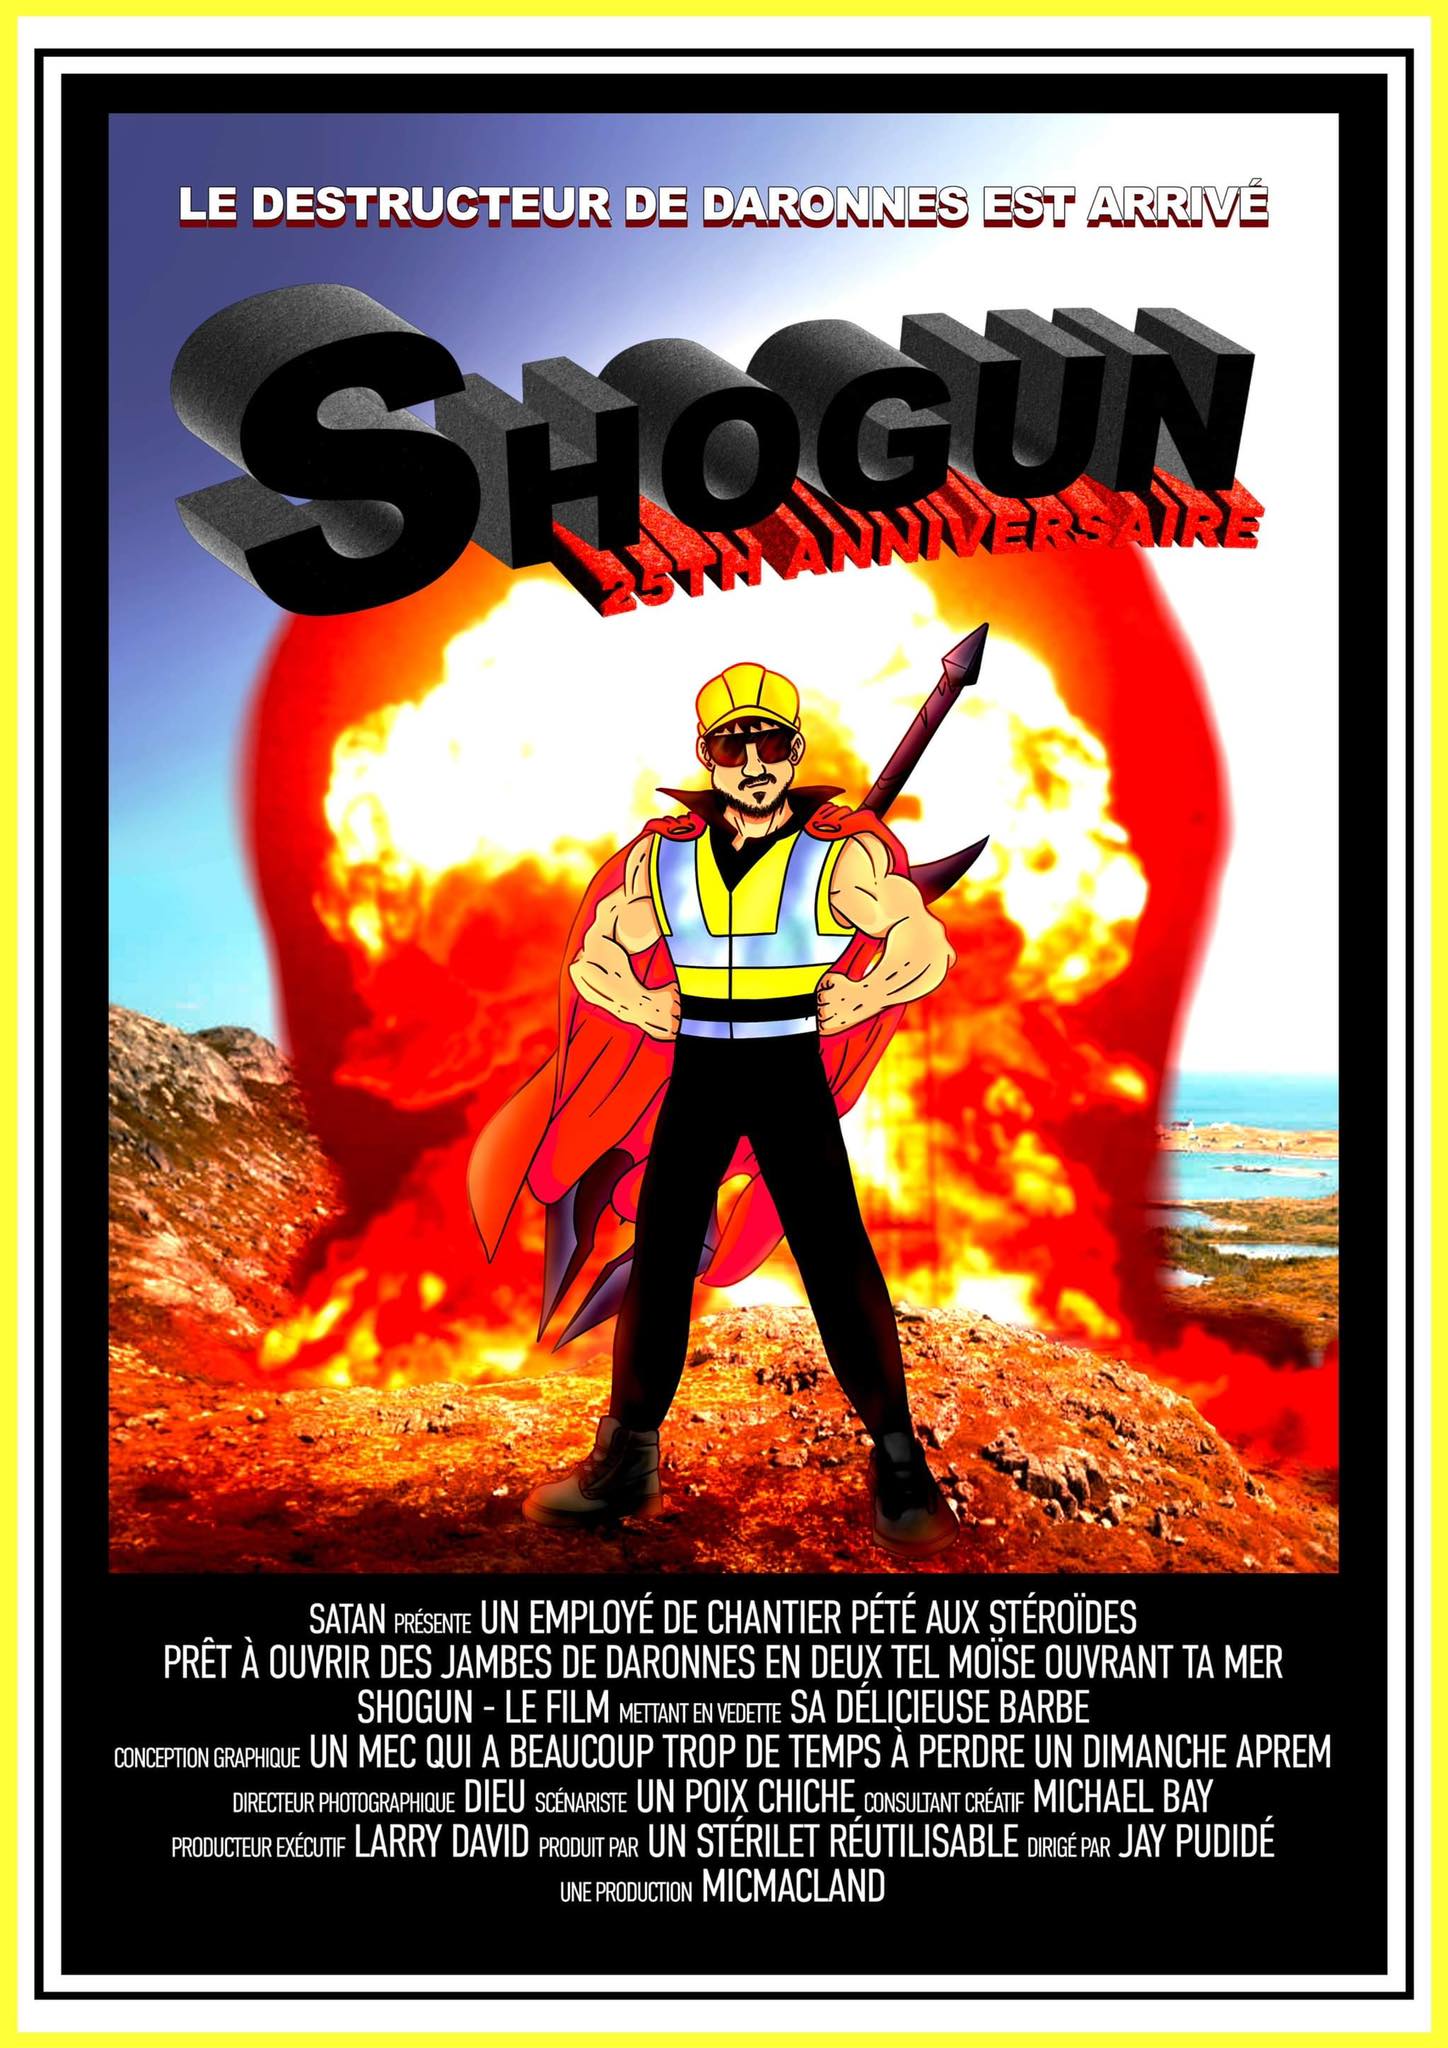 LE DESTRUCTEUR DE DARONNES EST ARRIVÉ
SHOGUN
25TH ANNIVERSAIRE
SATAN PRÉSENTE UN EMPLOYÉ DE CHANTIER PÉTÉ AUX STÉROÏDES
PRÊT À OUVRIR DES JAMBES DE DARONNES EN DEUX TEL MOÏSE OUVRANT TA MER
SHOGUN - LE FILM METTANT EN VEDETTE SA DÉLICIEUSE BARBE
CONCEPTION GRAPHIQUE UN MEC QUI A BEAUCOUP TROP DE TEMPS À PERDRE UN DIMANCHE APREM
DIRECTEUR PHOTOGRAPHIQUE DIEU SCÉNARISTE UN POIX CHICHE CONSULTANT CRÉATIF MICHAEL BAY
PRODUCTEUR EXÉCUTIF LARRY DAVID PRODUIT PAR UN STÉRILET RÉUTILISABLE DIRIGÉ PAR JAY PUDIDÉ
UNE PRODUCTION MICMACLAND